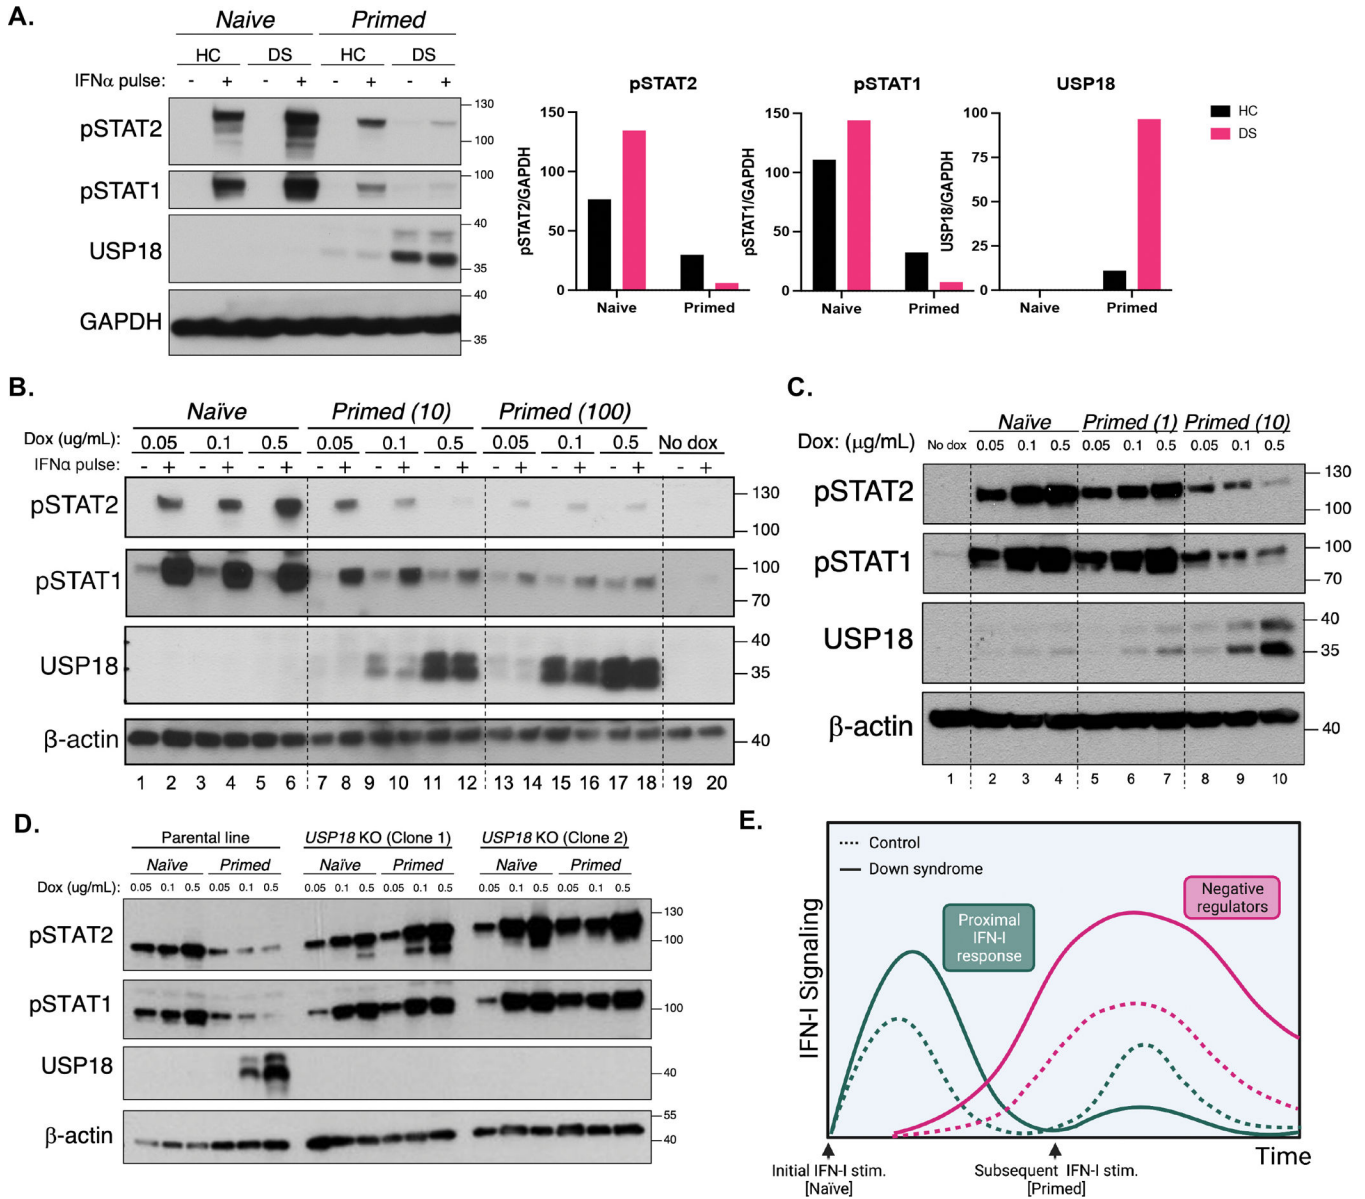 A.
Naive Primed
HC DS HC DS
IFNα pulse: - + - + - + - +
pSTAT2
130
100
pSTAT1
100
USP18
40
35
GAPDH
40
35
pSTAT2
pSTAT2/GAPDH
150
100
50
0
Naive Primed
pSTAT1
pSTAT1/GAPDH
150
100
50
0
Naive Primed
USP18
USP18/GAPDH
100
75
50
25
0
Naive Primed
HC
DS
B.
Naïve Primed (10) Primed (100)
Dox (ug/mL): 0.05 0.1 0.5 0.05 0.1 0.5 0.05 0.1 0.5 No dox
IFNα pulse: - + - + - + - + - + - + - + - + - + - +
pSTAT2
130
100
pSTAT1
100
70
USP18
40
35
β-actin
40
1 2 3 4 5 6 7 8 9 10 11 12 13 14 15 16 17 18 19 20
C.
Naïve Primed (1) Primed (10)
Dox: (μg/mL) No dox 0.05 0.1 0.5 0.05 0.1 0.5 0.05 0.1 0.5
pSTAT2
130
100
pSTAT1
100
70
USP18
40
35
β-actin
40
1 2 3 4 5 6 7 8 9 10
D.
Parental line USP18 KO (Clone 1) USP18 KO (Clone 2)
Naïve Primed Naïve Primed Naïve Primed
Dox (ug/mL): 0.05 0.1 0.5 0.05 0.1 0.5 0.05 0.1 0.5 0.05 0.1 0.5 0.05 0.1 0.5 0.05 0.1 0.5
pSTAT2
130
100
pSTAT1
100
USP18
40
β-actin
55
40
E.
Control
Down syndrome
Proximal
IFN-I
response
Negative
regulators
IFN-I Signaling
Time
Initial IFN-I stim.
[Naïve]
Subsequent IFN-I stim.
[Primed]